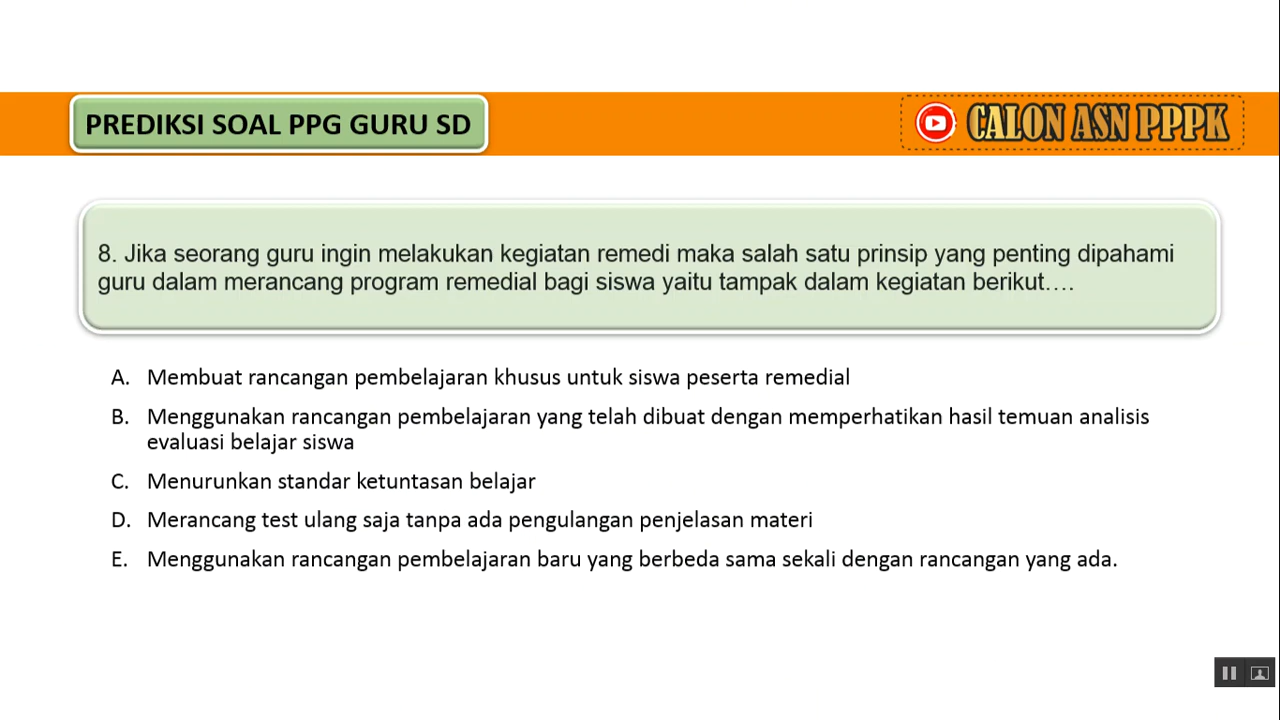 PREDIKSI SOAL PPG GURU SD
CALON ASN PPPK
8. Jika seorang guru ingin melakukan kegiatan remedi maka salah satu prinsip yang penting dipahami
guru dalam merancang program remedial bagi siswa yaitu tampak dalam kegiatan berikut….
A. Membuat rancangan pembelajaran khusus untuk siswa peserta remedial
B. Menggunakan rancangan pembelajaran yang telah dibuat dengan memperhatikan hasil temuan analisis
evaluasi belajar siswa
C. Menurunkan standar ketuntasan belajar
D. Merancang test ulang saja tanpa ada pengulangan penjelasan materi
E. Menggunakan rancangan pembelajaran baru yang berbeda sama sekali dengan rancangan yang ada.